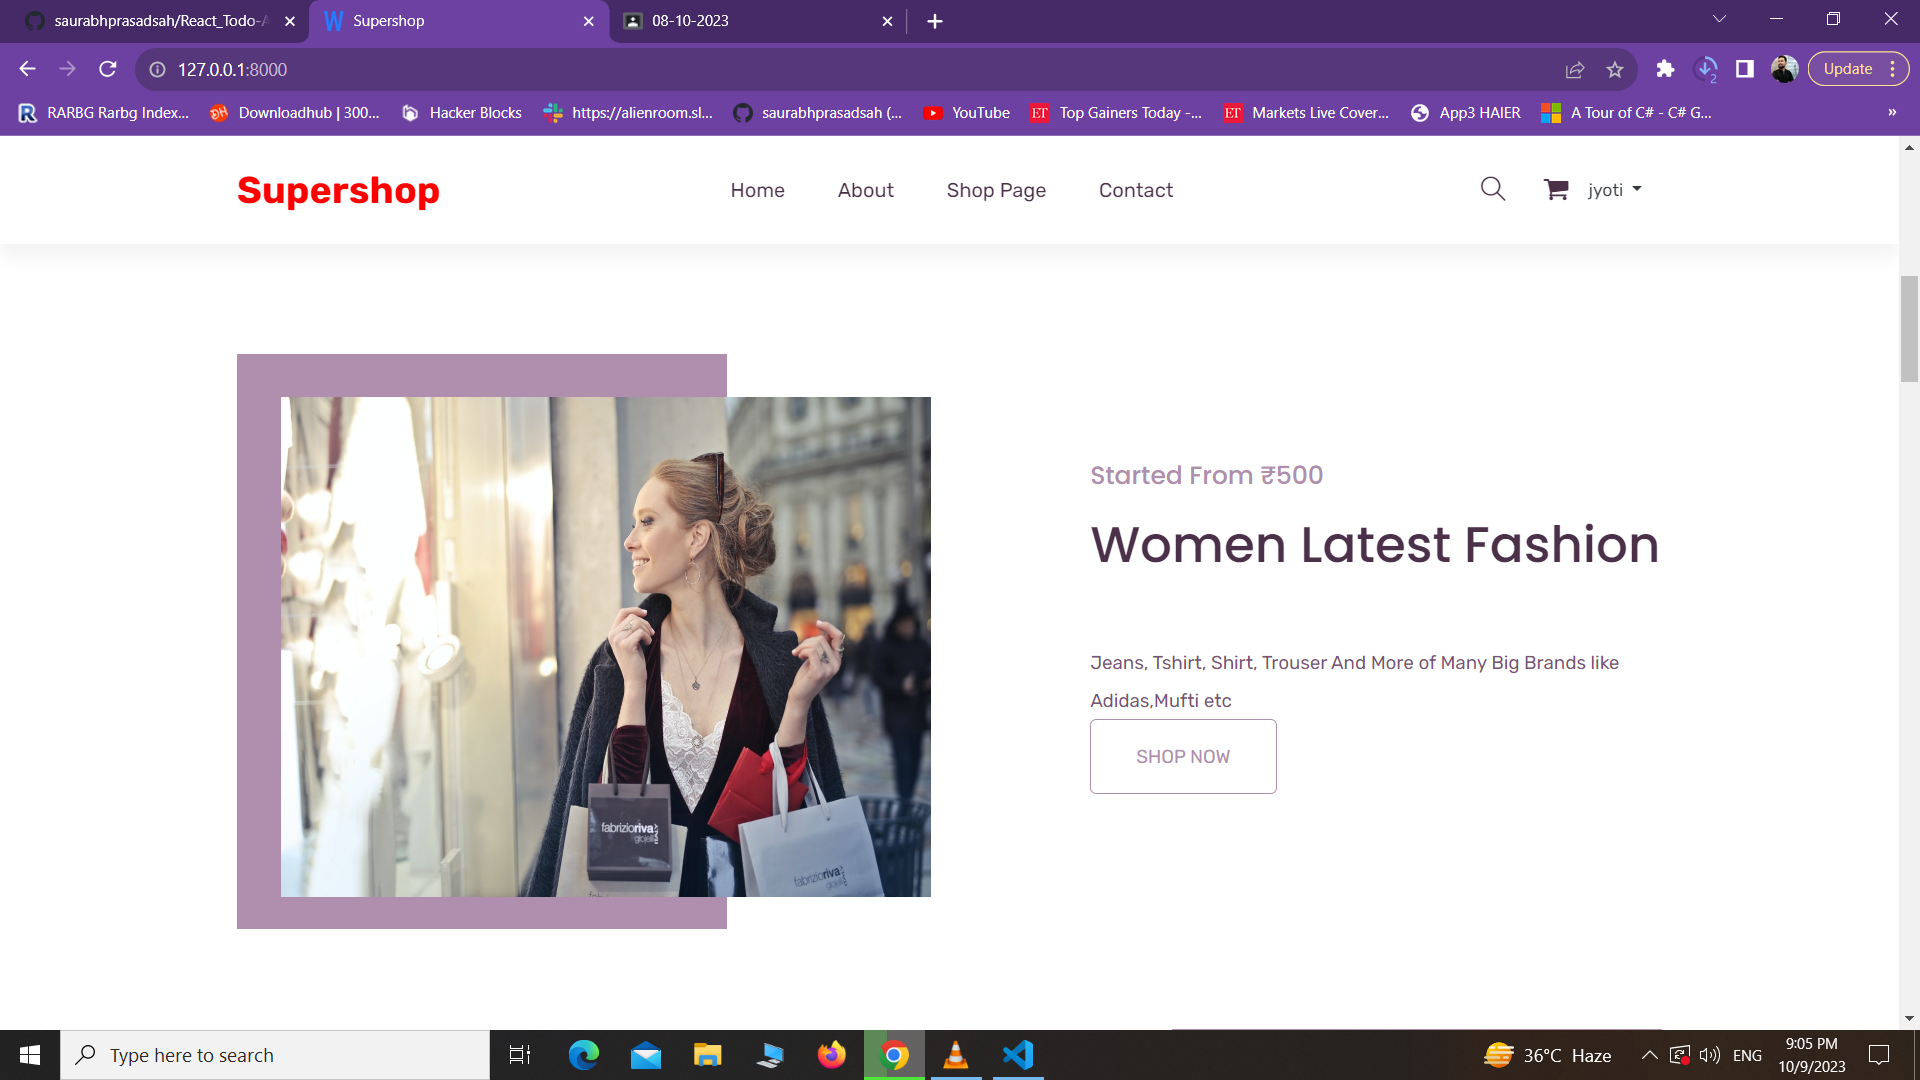 saurabhprasadsah/React_Todo-A
Supershop
08-10-2023
127.0.0.1:8000
Update
RARBG Rarbg Index...
Downloadhub | 300...
Hacker Blocks
https://alienroom.sl...
saurabhprasadsah (...
YouTube
ET
Top Gainers Today -...
ET
Markets Live Cover...
App3 HAIER
A Tour of C# - C# G...
»
Supershop
Home
About
Shop Page
Contact
jyoti
Started From ₹500
Women Latest Fashion
Jeans, Tshirt, Shirt, Trouser And More of Many Big Brands like
Adidas,Mufti etc
SHOP NOW
fabrizioriva
gioielli
fabrizioriva
gioielli
Type here to search
36°C Haze
ENG
9:05 PM
10/9/2023